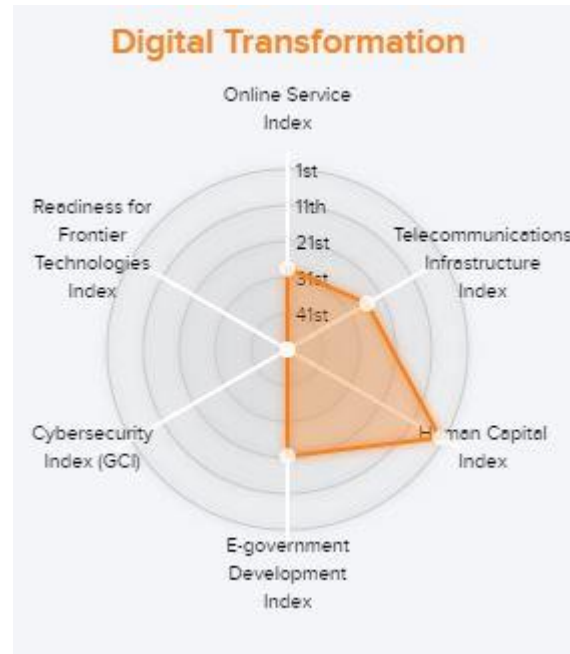 Digital Transformation
Online Service
Index
1st
11th
21st
31st
41st
Telecommunications
Infrastructure
Index
Human Capital
Index
E-government
Development
Index
Cybersecurity
Index (GCI)
Readiness for
Frontier
Technologies
Index